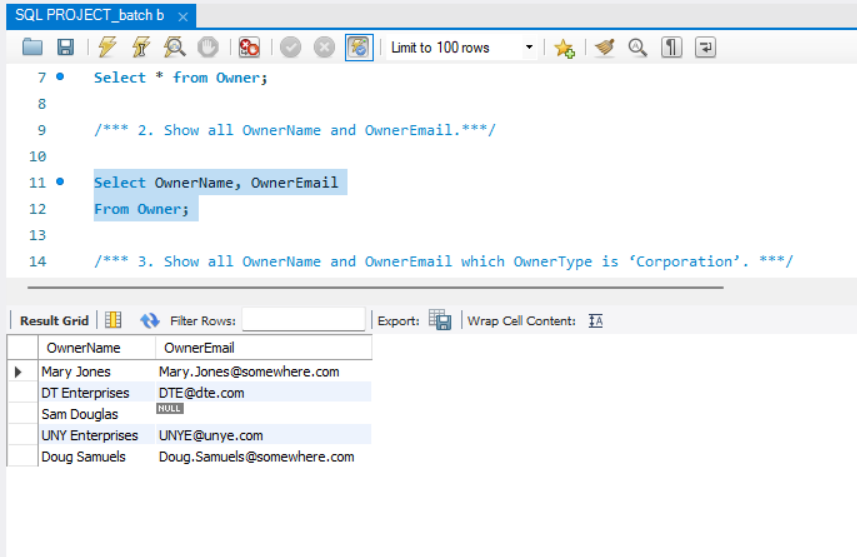 SQL PROJECT_batch b ×
Limit to 100 rows
7 Select * from Owner;
8
9 /*** 2. Show all OwnerName and OwnerEmail.***/
10
11 Select OwnerName, OwnerEmail
12 From Owner;
13
14 /*** 3. Show all OwnerName and OwnerEmail which OwnerType is ‘Corporation’. ***/
Result Grid Filter Rows: Export: Wrap Cell Content: IA
OwnerName OwnerEmail
Mary Jones Mary.Jones@somewhere.com
DT Enterprises DTE@dte.com
Sam Douglas NULL
UNY Enterprises UNYE@unye.com
Doug Samuels Doug.Samuels@somewhere.com